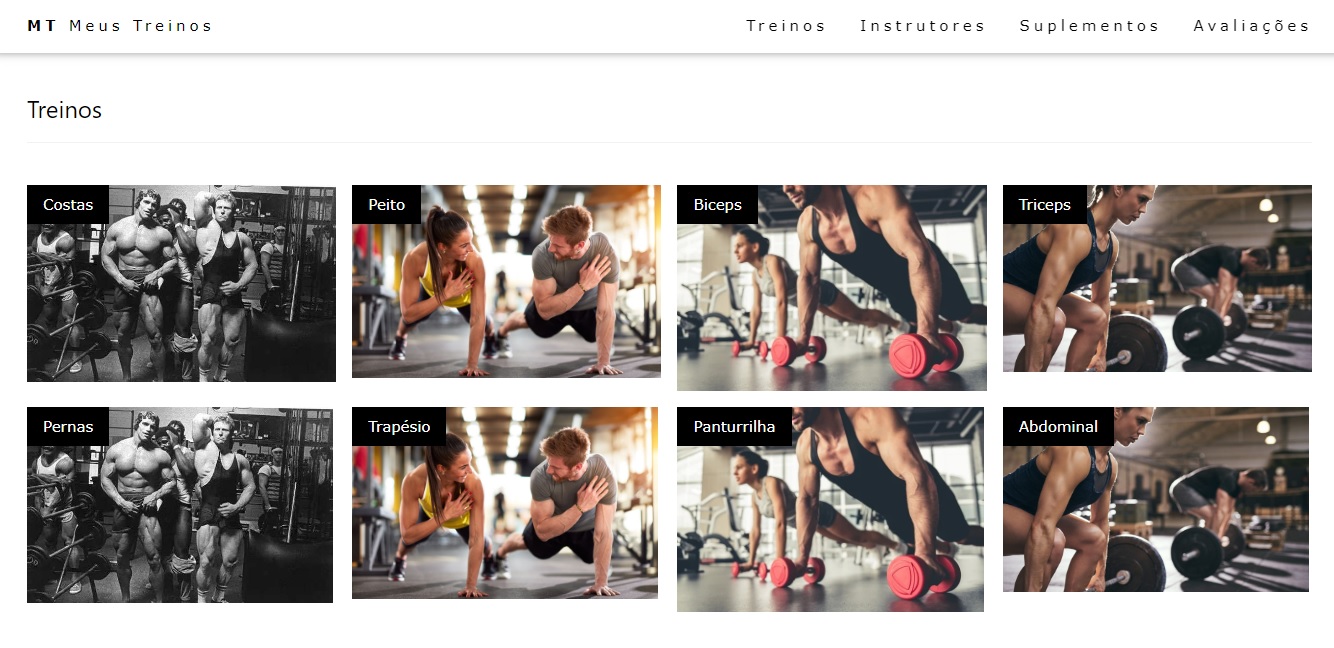 MT Meus Treinos
Treinos Instrutores Suplementos Avaliações
Treinos
Costas
Peito
Biceps
Triceps
Pernas
Trapésio
Panturrilha
Abdominal